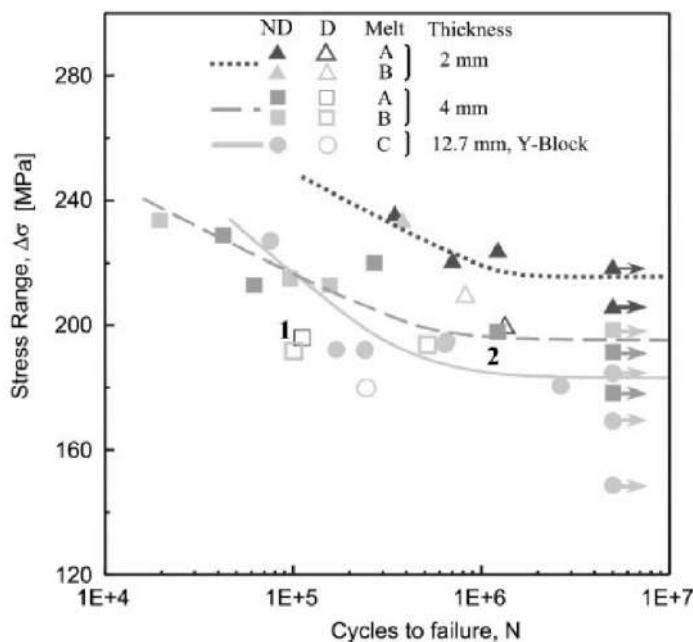 ND D Melt Thickness
A
B
2 mm
A
B
4 mm
C
12.7 mm, Y-Block
280
240
200
160
120
Stress Range, Δσ [MPa]
1
2
1E+4 1E+5 1E+6 1E+7
Cycles to failure, N